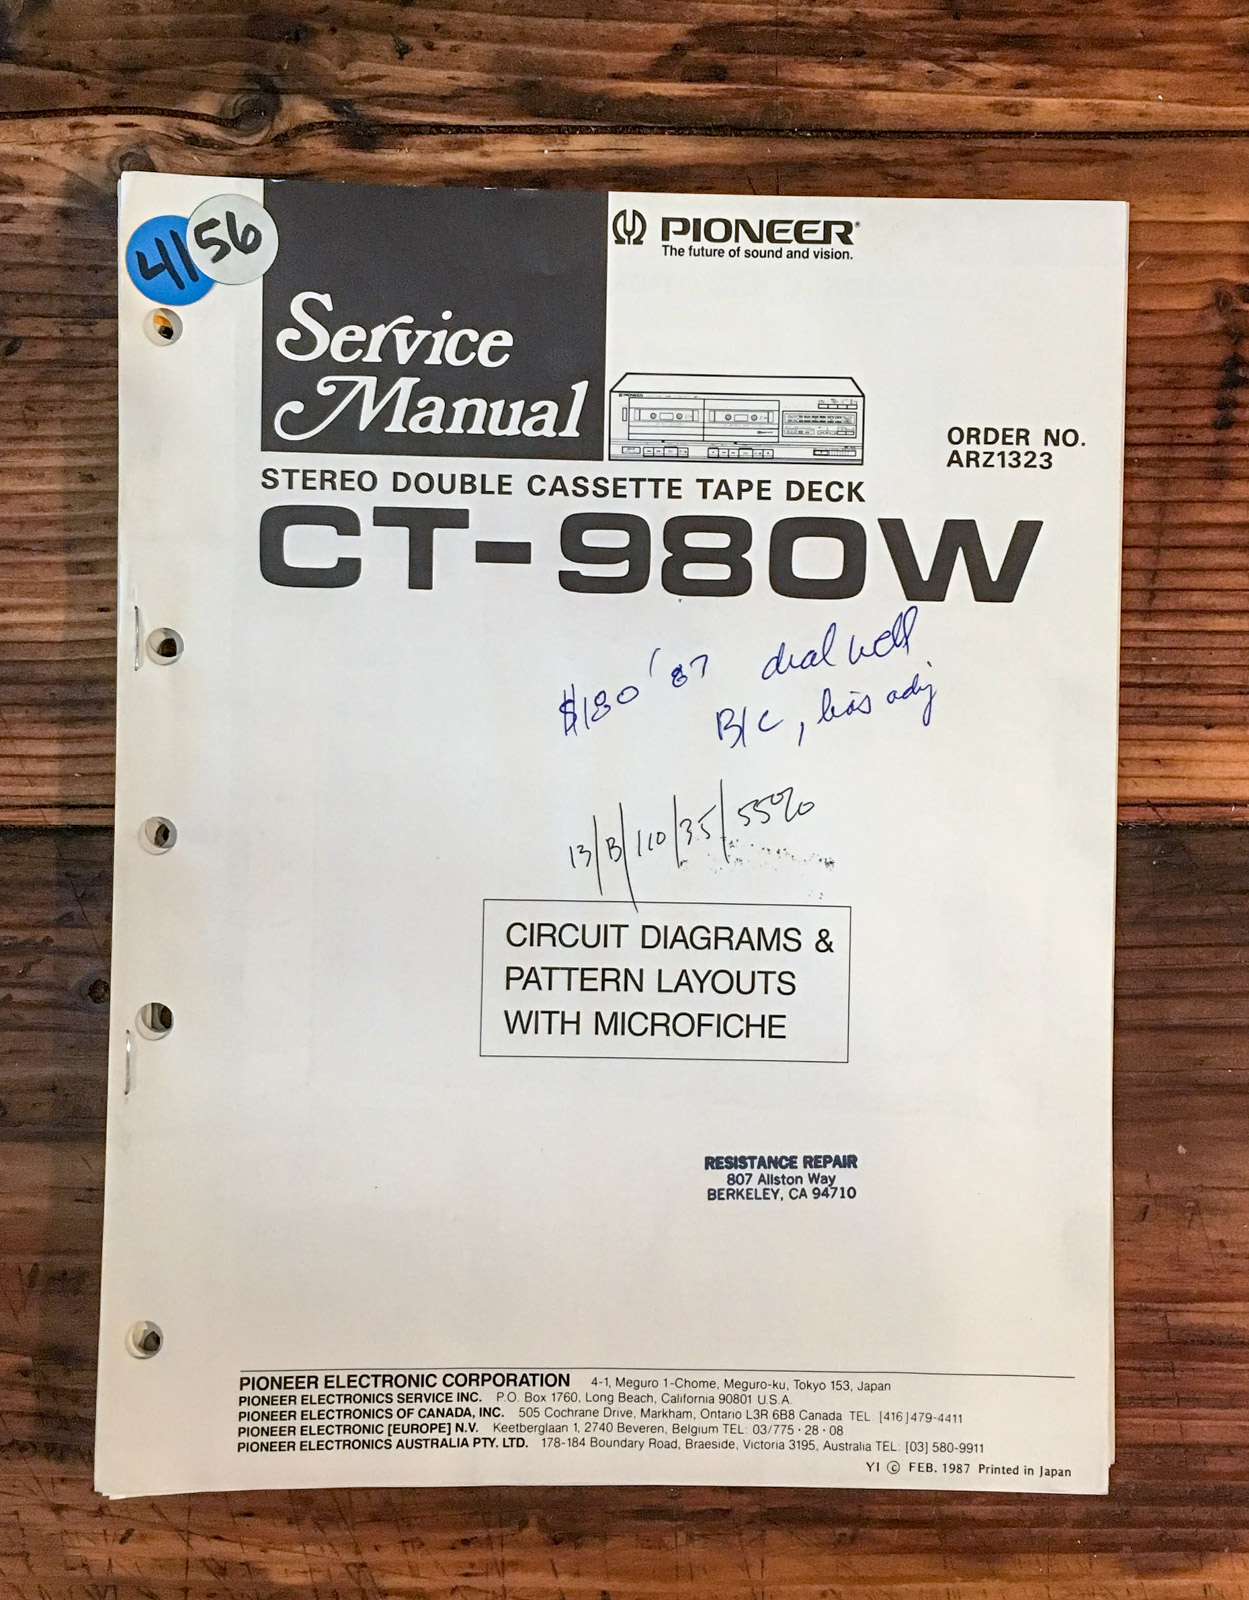 41 56
PIONEER®
The future of sound and vision.
Service
Manual
PIONEER
ORDER NO.
ARZ1323
STEREO DOUBLE CASSETTE TAPE DECK
CT-980W
$180 '87 dual well
B/C, bias adj
13/B/110/35/55%
CIRCUIT DIAGRAMS &
PATTERN LAYOUTS
WITH MICROFICHE
RESISTANCE REPAIR
807 Allston Way
BERKELEY, CA 94710
PIONEER ELECTRONIC CORPORATION 4-1, Meguro 1-Chome, Meguro-ku, Tokyo 153, Japan
PIONEER ELECTRONICS SERVICE INC. P.O. Box 1760, Long Beach, California 90801 U.S.A.
PIONEER ELECTRONICS OF CANADA, INC. 505 Cochrane Drive, Markham, Ontario L3R 6B8 Canada TEL: [416]479-4411
PIONEER ELECTRONIC [EUROPE] N.V. Keetberglaan 1, 2740 Beveren, Belgium TEL: 03/775·28·08
PIONEER ELECTRONICS AUSTRALIA PTY. LTD. 178-184 Boundary Road, Braeside, Victoria 3195, Australia TEL: [03] 580-9911
YI © FEB. 1987 Printed in Japan